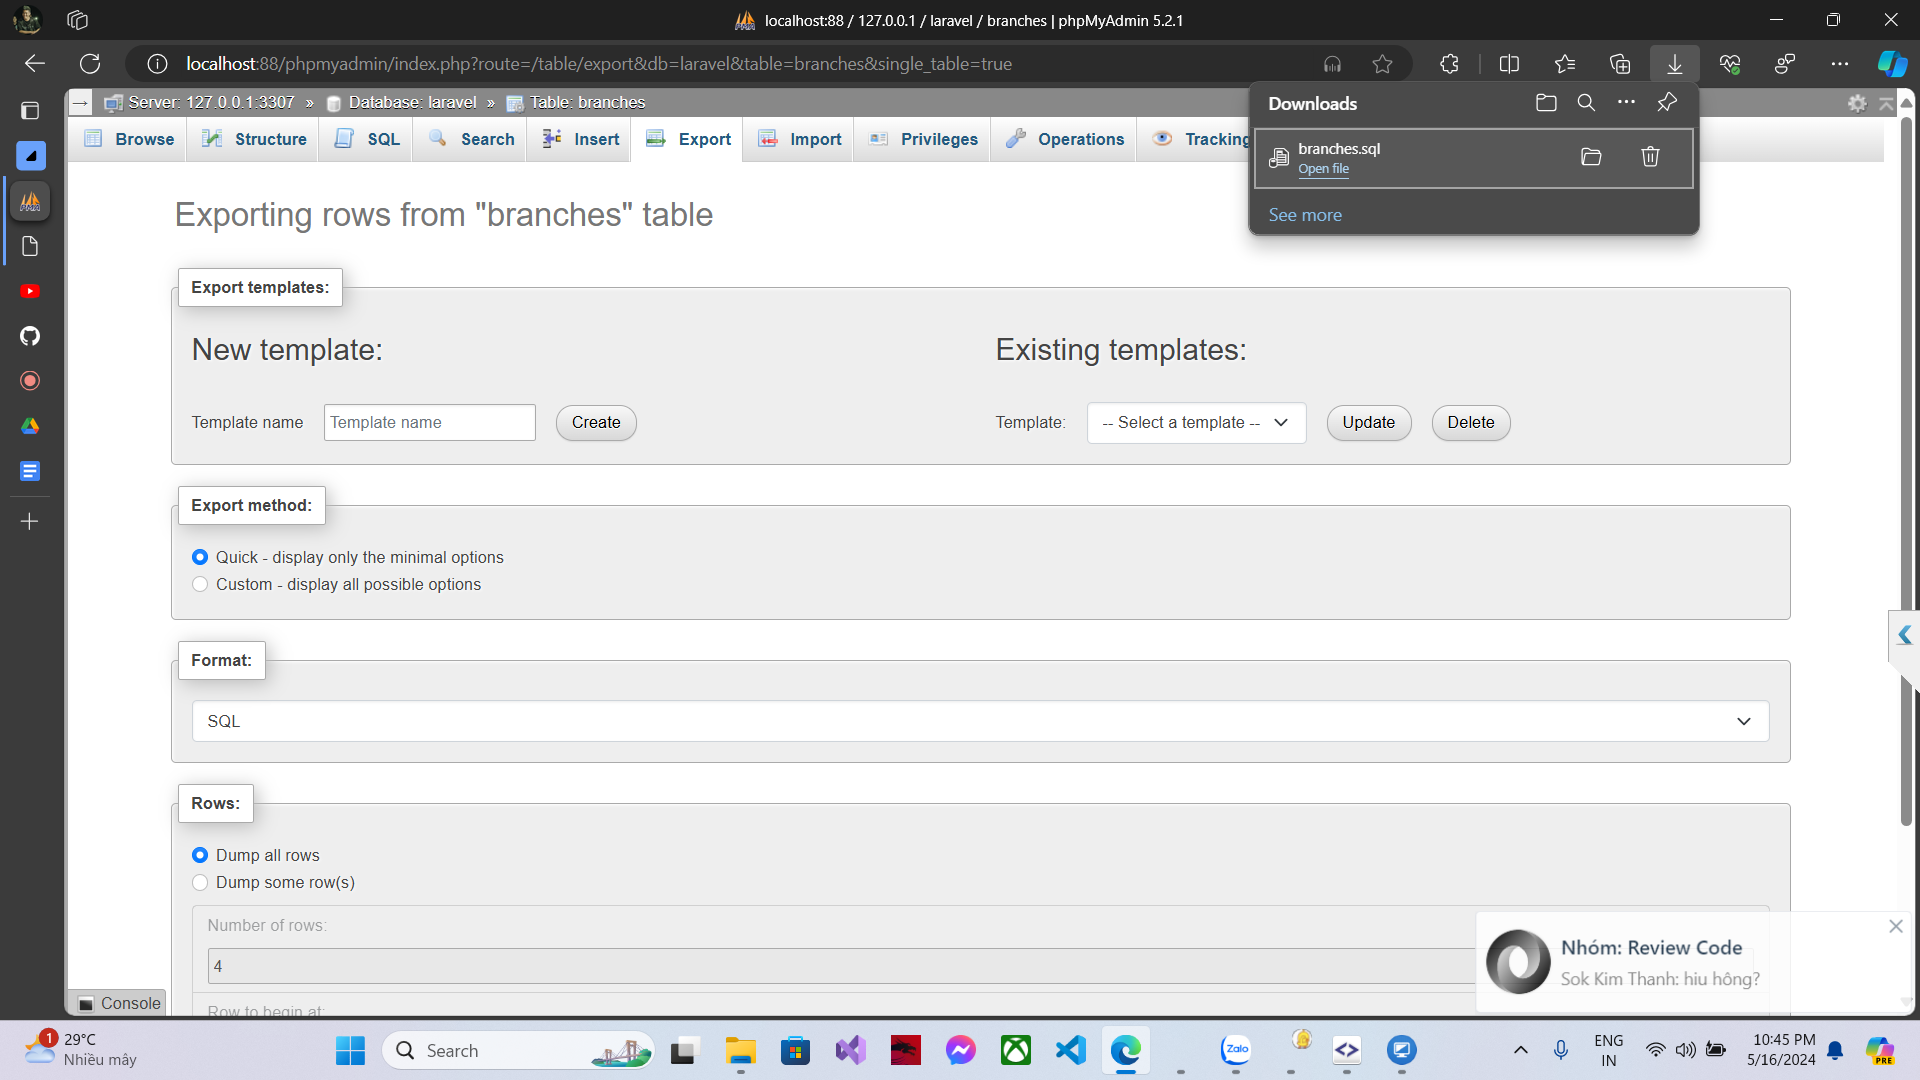 localhost:88 / 127.0.0.1 / laravel / branches | phpMyAdmin 5.2.1
localhost:88/phpmyadmin/index.php?route=/table/export&db=laravel&table=branches&single_table=true
Server: 127.0.0.1:3307 » Database: laravel » Table: branches
Browse Structure SQL Search Insert Export Import Privileges Operations Tracking
Downloads
branches.sql
Open file
See more
Exporting rows from "branches" table
Export templates:
New template:
Existing templates:
Template name Template name Create
Template: -- Select a template -- Update Delete
Export method:
Quick - display only the minimal options
Custom - display all possible options
Format:
SQL
Rows:
Dump all rows
Dump some row(s)
Number of rows:
4
Row to begin at:
Console
Nhóm: Review Code
Sok Kim Thanh: hiu hông?
1
29°C
Nhiều mây
Search
Zalo
ENG
IN
10:45 PM
5/16/2024
PRE